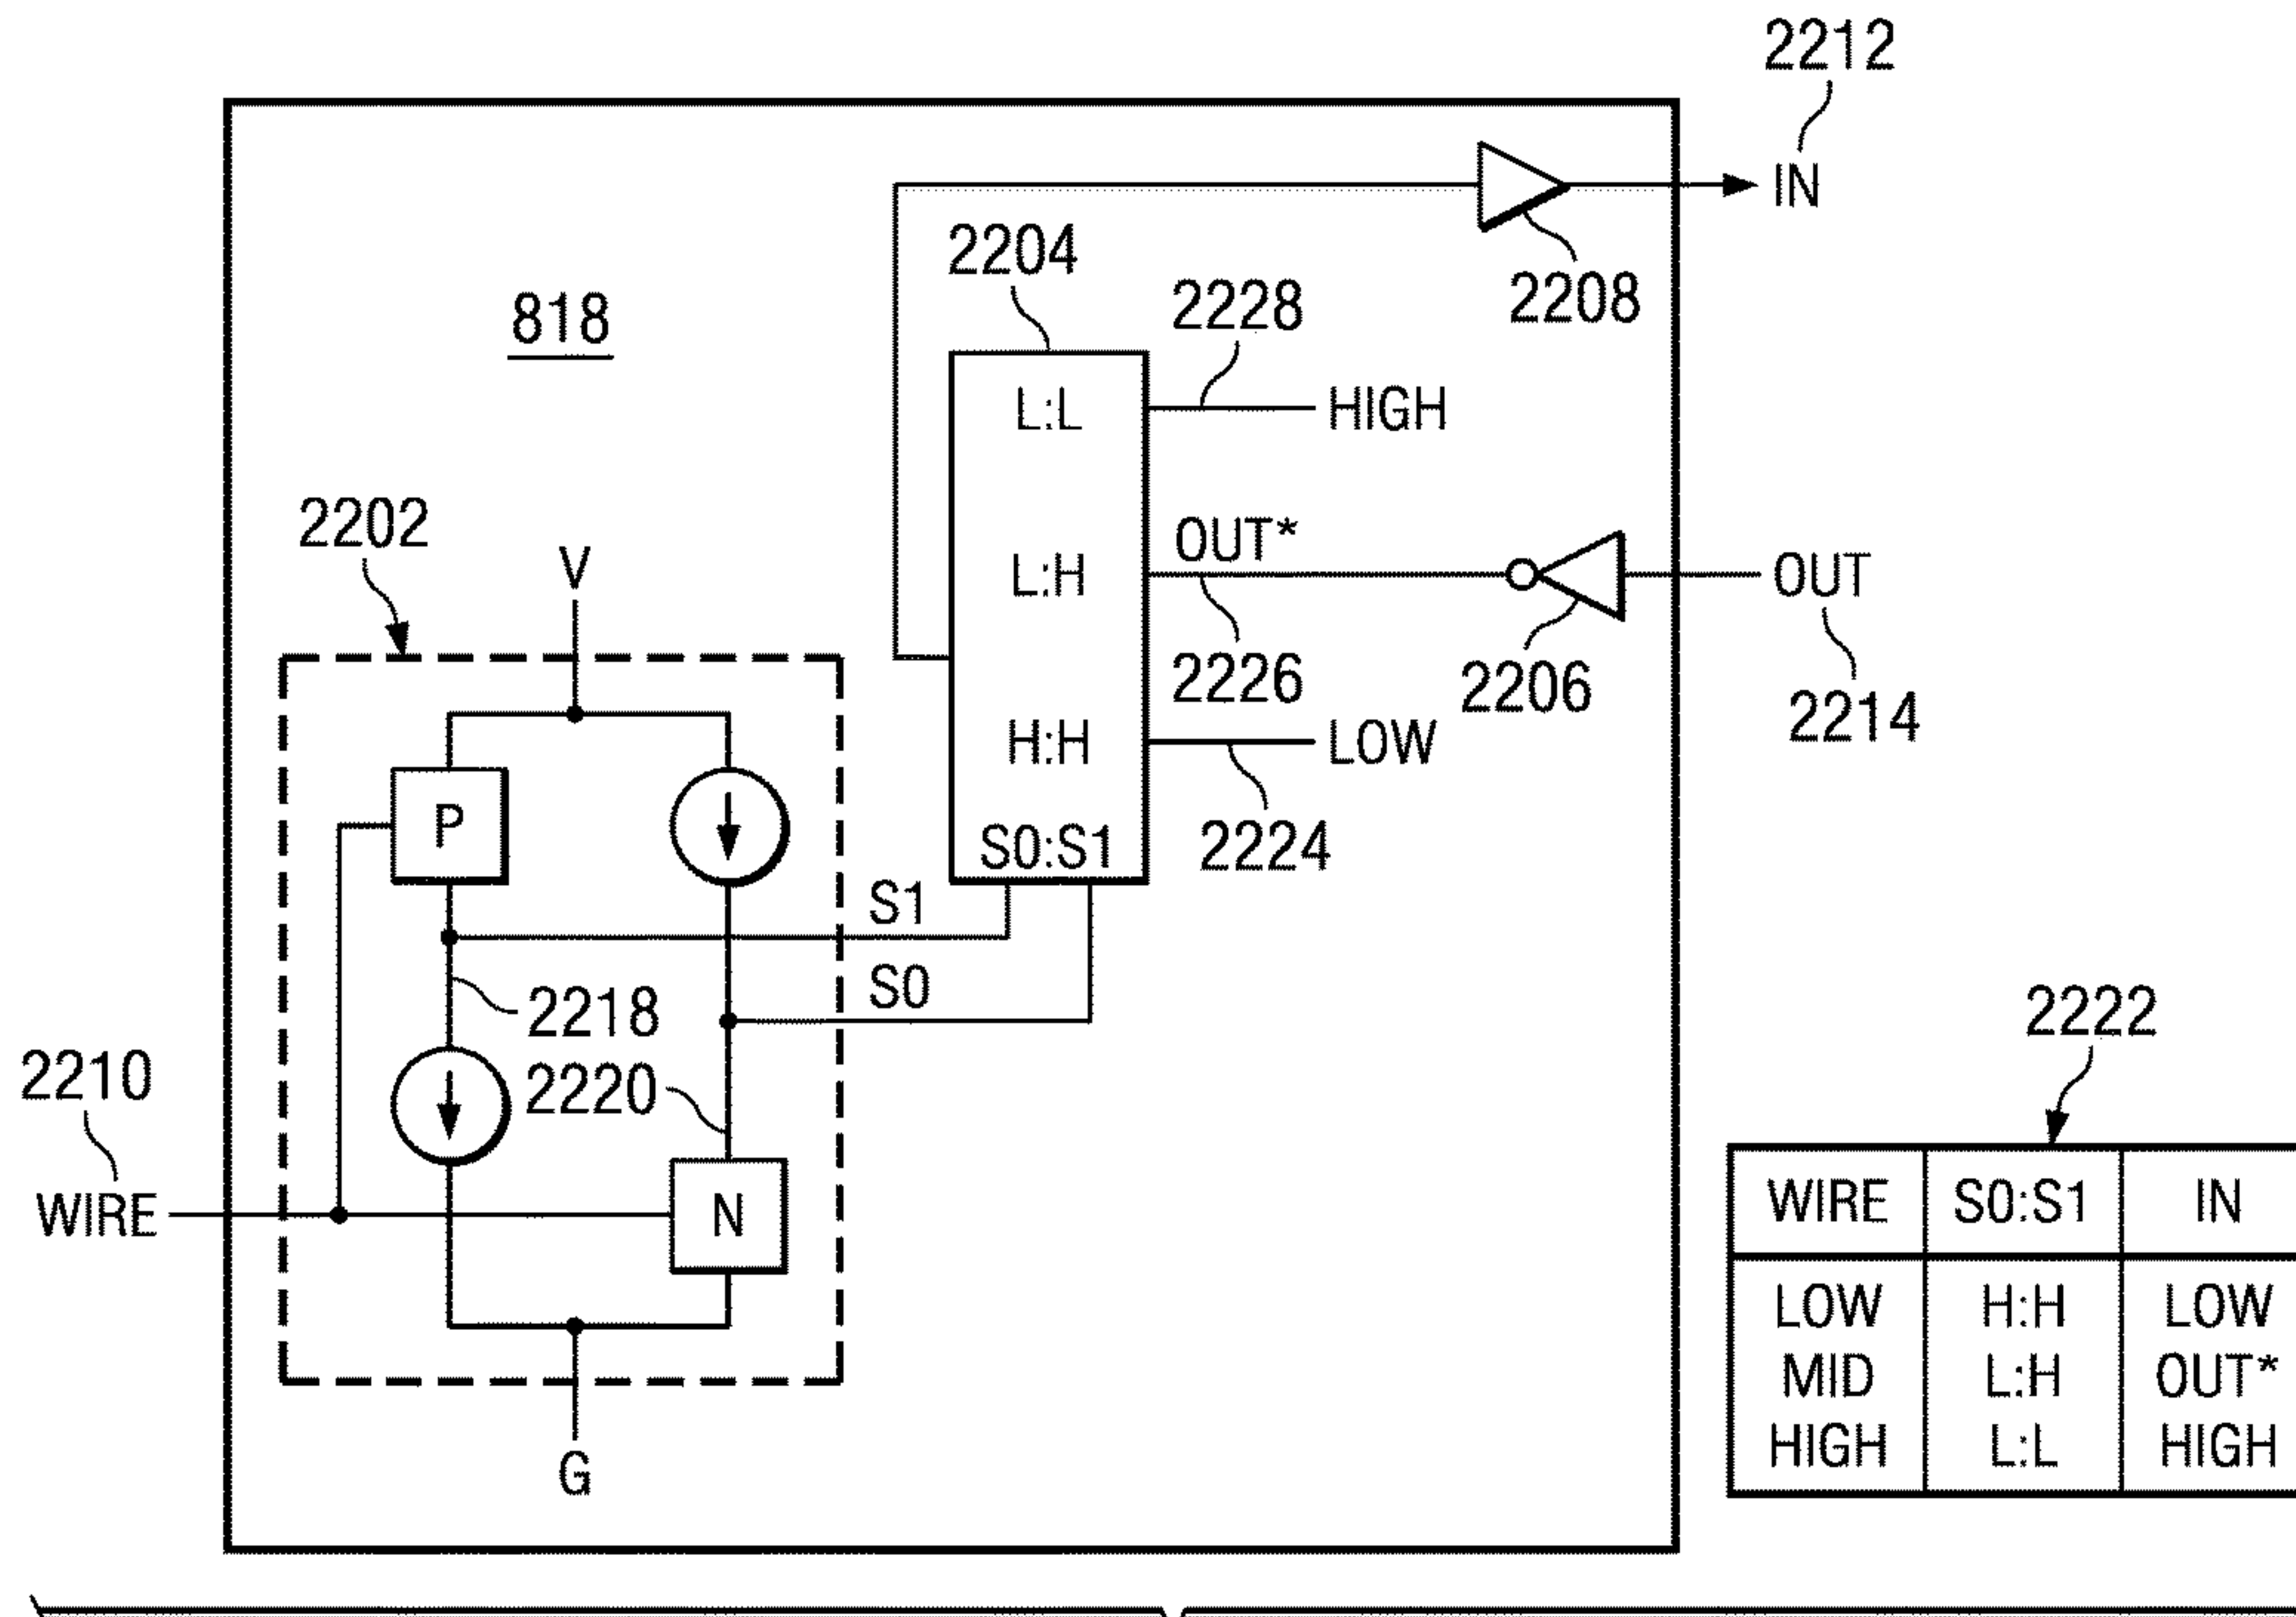 2212
IN
2204
2208
2228
818
L:L
HIGH
2202
V
OUT*
L:H
OUT
2226
2206
2214
H:H
LOW
P
S0:S1
2224
S1
S0
2218
2222
2210
2220
WIRE
N
G
WIRE S0:S1 IN
LOW H:H LOW
MID L:H OUT*
HIGH L:L HIGH